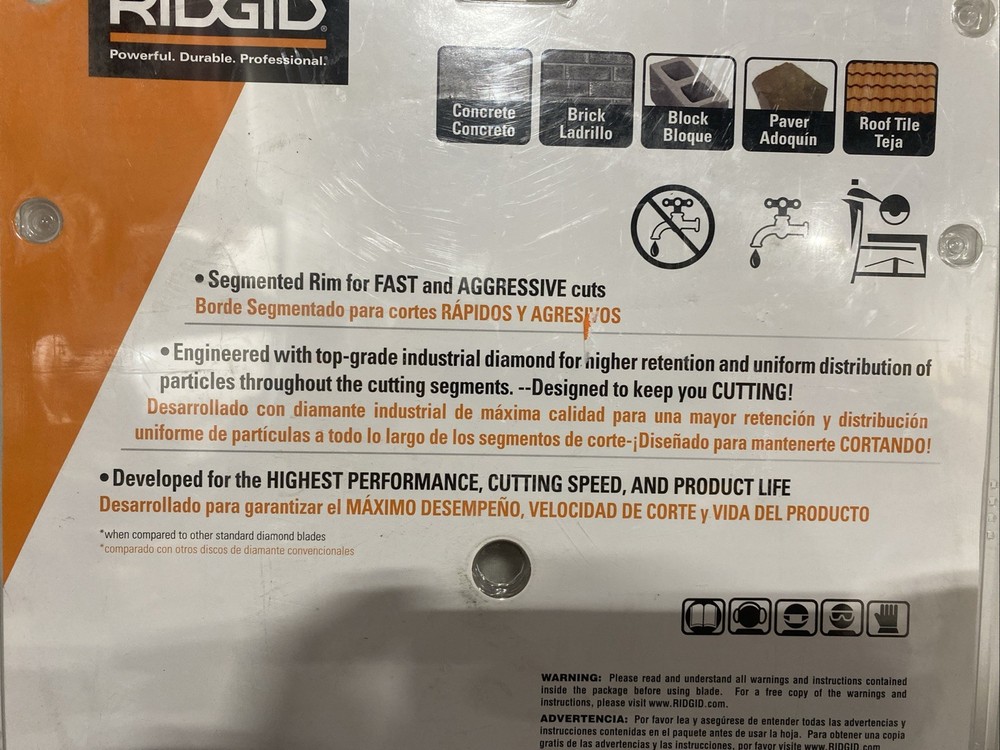 RIDGID®
Powerful. Durable. Professional.
Concrete
Concreto
Brick
Ladrillo
Block
Bloque
Paver
Adoquín
Roof Tile
Teja
• Segmented Rim for FAST and AGGRESSIVE cuts
Borde Segmentado para cortes RÁPIDOS Y AGRESIVOS
• Engineered with top-grade industrial diamond for higher retention and uniform distribution of
particles throughout the cutting segments. --Designed to keep you CUTTING!
Desarrollado con diamante industrial de máxima calidad para una mayor retención y distribución
uniforme de partículas a todo lo largo de los segmentos de corte-¡Diseñado para mantenerte CORTANDO!
• Developed for the HIGHEST PERFORMANCE, CUTTING SPEED, AND PRODUCT LIFE
Desarrollado para garantizar el MÁXIMO DESEMPEÑO, VELOCIDAD DE CORTE y VIDA DEL PRODUCTO
*when compared to other standard diamond blades
*comparado con otros discos de diamante convencionales
WARNING: Please read and understand all warnings and instructions contained
inside the package before using blade. For a free copy of the warnings and
instructions, please visit www.RIDGID.com.
ADVERTENCIA: Por favor lea y asegúrese de entender todas las advertencias y
instrucciones contenidas en el paquete antes de usar la hoja. Para obtener una copia
gratis de las advertencias y las instrucciones, por favor visite www.RIDGID.com